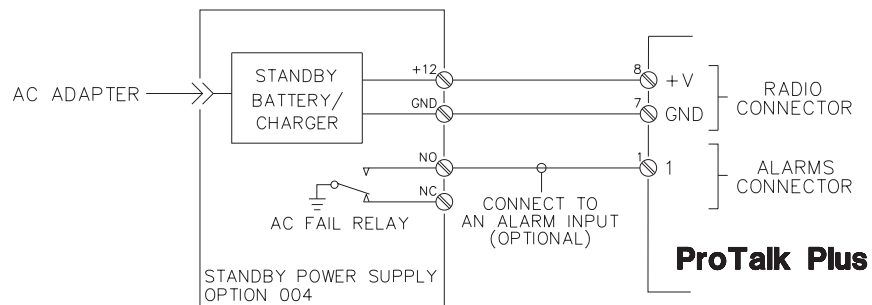 AC ADAPTER
STANDBY
BATTERY/
CHARGER
+12
GND
NO
NC
AC FAIL RELAY
STANDBY POWER SUPPLY
OPTION 004
CONNECT TO
AN ALARM INPUT
(OPTIONAL)
8
+V
7
GND
1
1
RADIO
CONNECTOR
ALARMS
CONNECTOR
ProTalk Plus